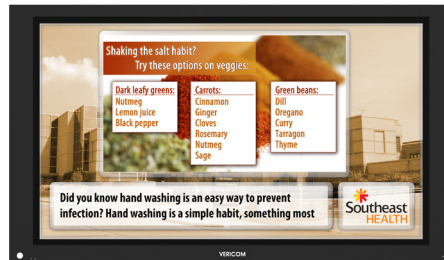 Shaking the salt habit?
Try these options on veggies:
Dark leafy greens:
Nutmeg
Lemon juice
Black pepper
Carrots:
Cinnamon
Ginger
Cloves
Rosemary
Nutmeg
Sage
Green beans:
Dill
Oregano
Curry
Tarragon
Thyme
Did you know hand washing is an easy way to prevent
infection? Hand washing is a simple habit, something most
Southeast
HEALTH
VERICOM